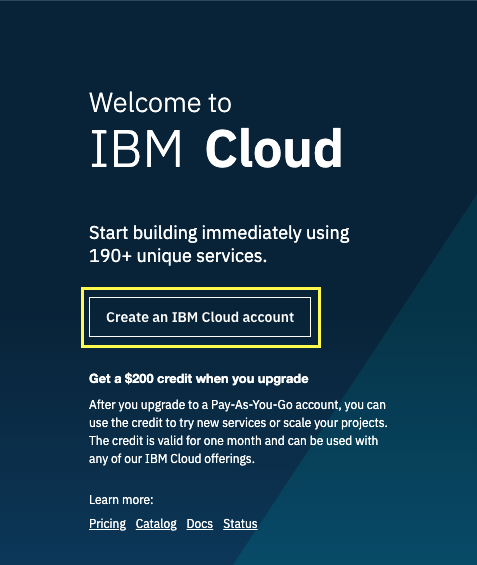 Welcome to
IBM Cloud
Start building immediately using
190+ unique services.
Create an IBM Cloud account
Get a $200 credit when you upgrade
After you upgrade to a Pay-As-You-Go account, you can
use the credit to try new services or scale your projects.
The credit is valid for one month and can be used with
any of our IBM Cloud offerings.
Learn more:
Pricing Catalog Docs Status